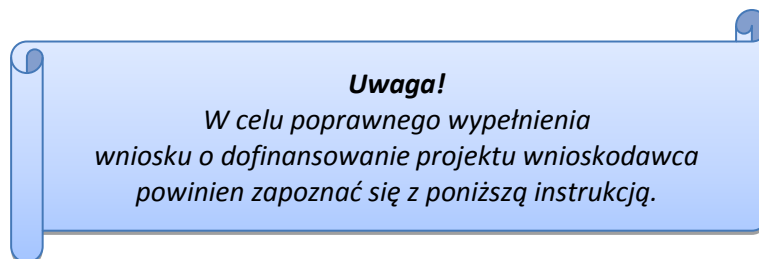 Uwaga!
W celu poprawnego wypełnienia
wniosku o dofinansowanie projektu wnioskodawca
powinien zapoznać się z poniższą instrukcją.